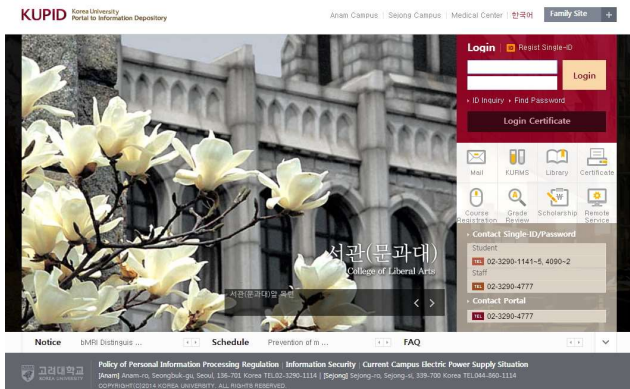 KUPID Korea University
Portal to Information Depository
Anam Campus | Sejong Campus | Medical Center | 한국어
Family Site +
Login
Regist Single-ID
Login
ID Inquiry
Find Password
Login Certificate
Mail
KURMS
Library
Certificate
Course Registration
Grade Review
Scholarship
Remote Service
Contact Single-ID/Password
Student
TEL 02-3290-1141~5, 4090~2
Staff
TEL 02-3290-4777
Contact Portal
TEL 02-3290-4777
서관(문과대)
College of Liberal Arts
- 서관(문과대)앞 목련
Notice
bMRI Distinguis ...
Schedule
Prevention of m ...
FAQ
고려대학교
KOREA UNIVERSITY
Policy of Personal Information Processing Regulation | Information Security | Current Campus Electric Power Supply Situation
[Anam] Anam-ro, Seongbuk-gu, Seoul, 136-701 Korea TEL.02-3290-1114 | [Sejong] Sejong-ro, Sejong-si, 339-700 Korea TEL.044-860-1114
COPYRIGHT(C)2014 KOREA UNIVERSITY. ALL RIGHTS RESERVED.